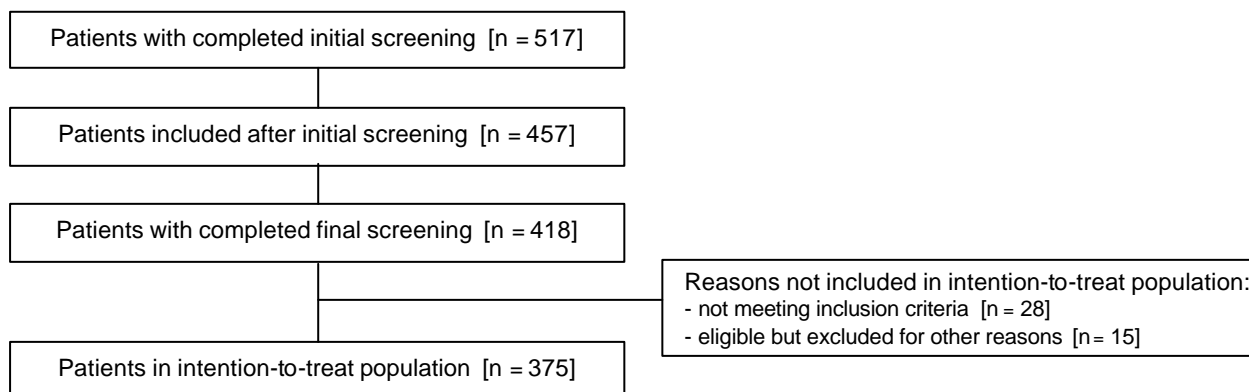 Patients with completed initial screening [n = 517]
Patients included after initial screening [n = 457]
Patients with completed final screening [n = 418]
Reasons not included in intention-to-treat population:
- not meeting inclusion criteria [n = 28]
- eligible but excluded for other reasons [n = 15]
Patients in intention-to-treat population [n = 375]